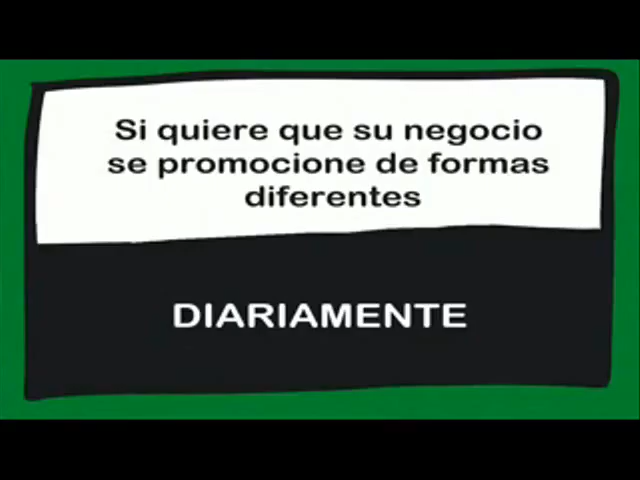 Si quiere que su negocio
se promocione de formas
diferentes
DIARIAMENTE